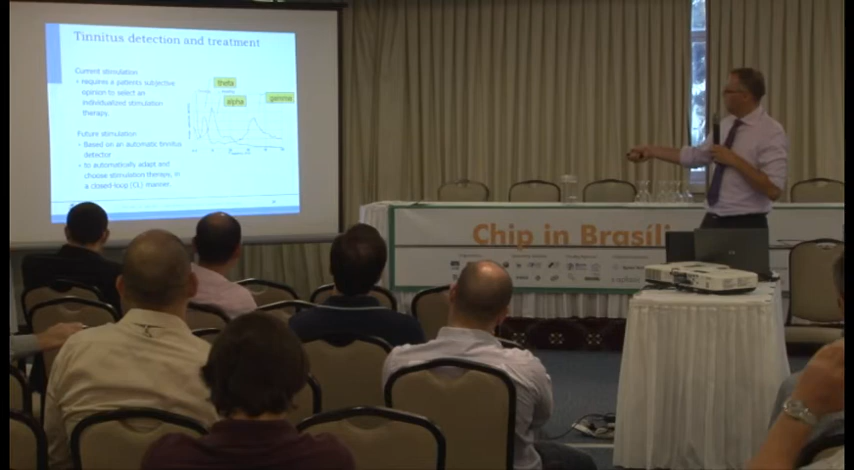 Tinnitus detection and treatment
Current stimulation
• requires a patients subjective
opinion to select an
individualized stimulation
therapy.
Future stimulation
• Based on an automatic tinnitus
detector
• to automatically adapt and
choose stimulation therapy, in
a closed-loop (CL) manner.
theta
alpha
gamma
Chip in Brasíli